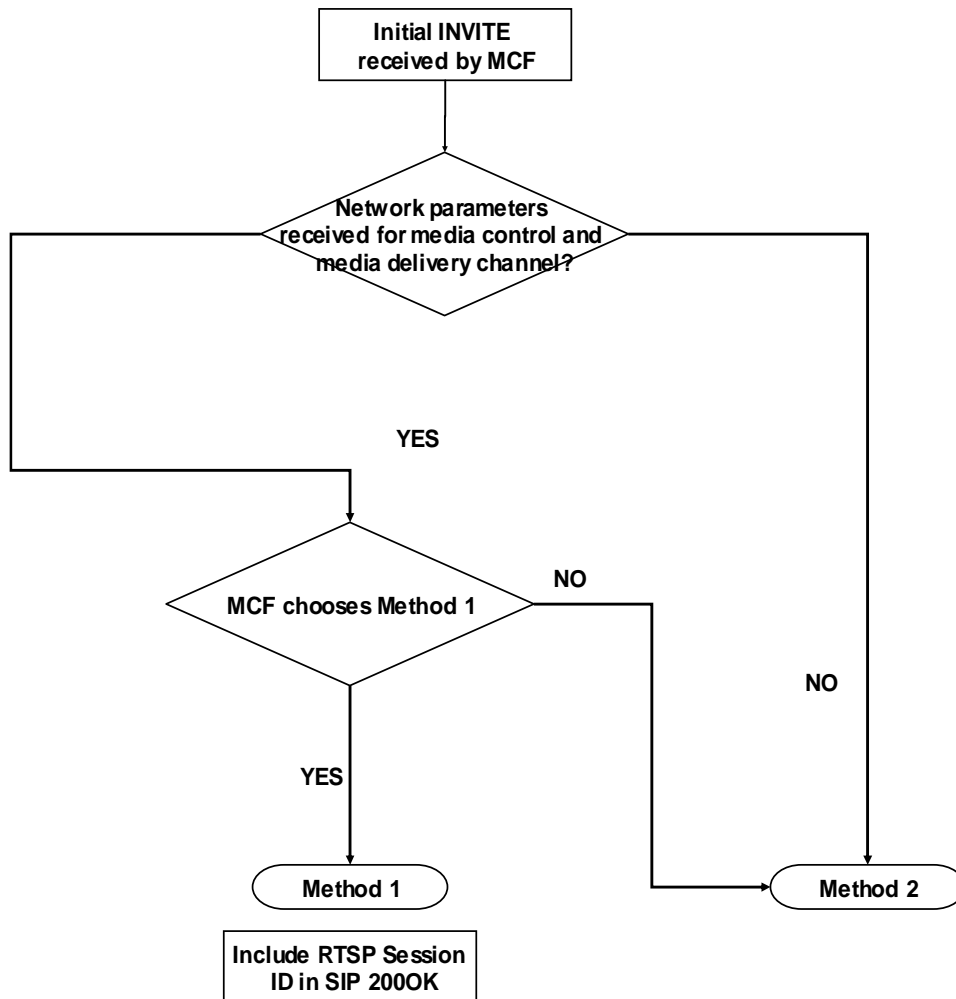 Initial INVITE
received by MCF
Network parameters
received for media control and
media delivery channel?
YES
MCF chooses Method 1
NO
NO
YES
Method 1
Method 2
Include RTSP Session
ID in SIP 200OK